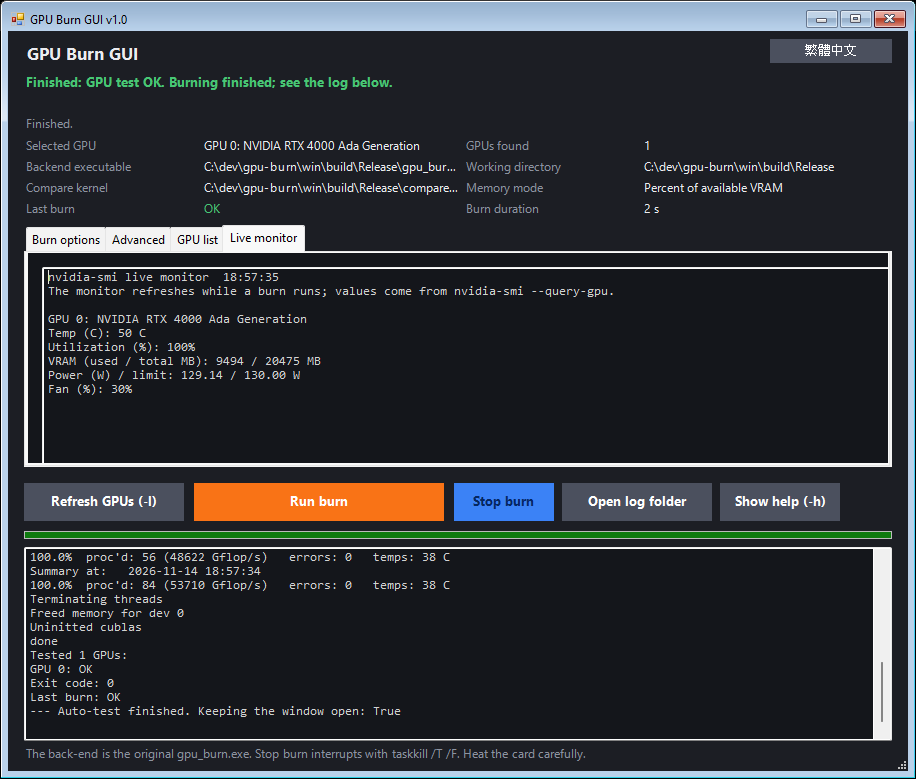 GPU Burn GUI v1.0
GPU Burn GUI
繁體中文
Finished: GPU test OK. Burning finished; see the log below.
Finished.
Selected GPU GPU 0: NVIDIA RTX 4000 Ada Generation GPUs found 1
Backend executable C:\dev\gpu-burn\win\build\Release\gpu_bur... Working directory C:\dev\gpu-burn\win\build\Release
Compare kernel C:\dev\gpu-burn\win\build\Release\compare... Memory mode Percent of available VRAM
Last burn OK Burn duration 2 s
Burn options Advanced GPU list Live monitor
nvidia-smi live monitor 18:57:35
The monitor refreshes while a burn runs; values come from nvidia-smi --query-gpu.
GPU 0: NVIDIA RTX 4000 Ada Generation
Temp (C): 50 C
Utilization (%): 100%
VRAM (used / total MB): 9494 / 20475 MB
Power (W) / limit: 129.14 / 130.00 W
Fan (%): 30%
Refresh GPUs (-l) Run burn Stop burn Open log folder Show help (-h)
100.0% proc'd: 56 (48622 Gflop/s) errors: 0 temps: 38 C
Summary at: 2026-11-14 18:57:34
100.0% proc'd: 84 (53710 Gflop/s) errors: 0 temps: 38 C
Terminating threads
Freed memory for dev 0
Uninitted cublas
done
Tested 1 GPUs:
GPU 0: OK
Exit code: 0
Last burn: OK
--- Auto-test finished. Keeping the window open: True
The back-end is the original gpu_burn.exe. Stop burn interrupts with taskkill /T /F. Heat the card carefully.